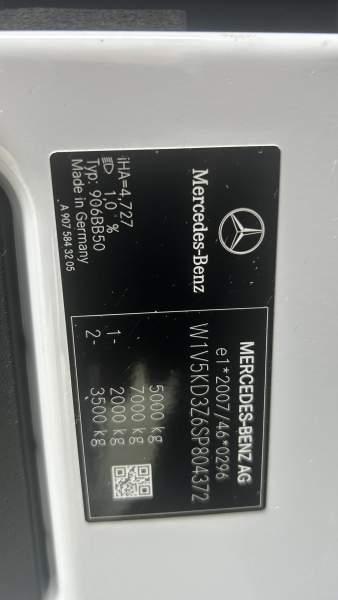 Mercedes-Benz
iHA=4,727
1,0 %
Typ: 906BB50
Made in Germany
A 907 584 32 05
MERCEDES-BENZ AG
e1*2007/46*0296
W1V5KD3Z6SP804372
5000 kg
7000 kg
1- 2000 kg
2- 3500 kg